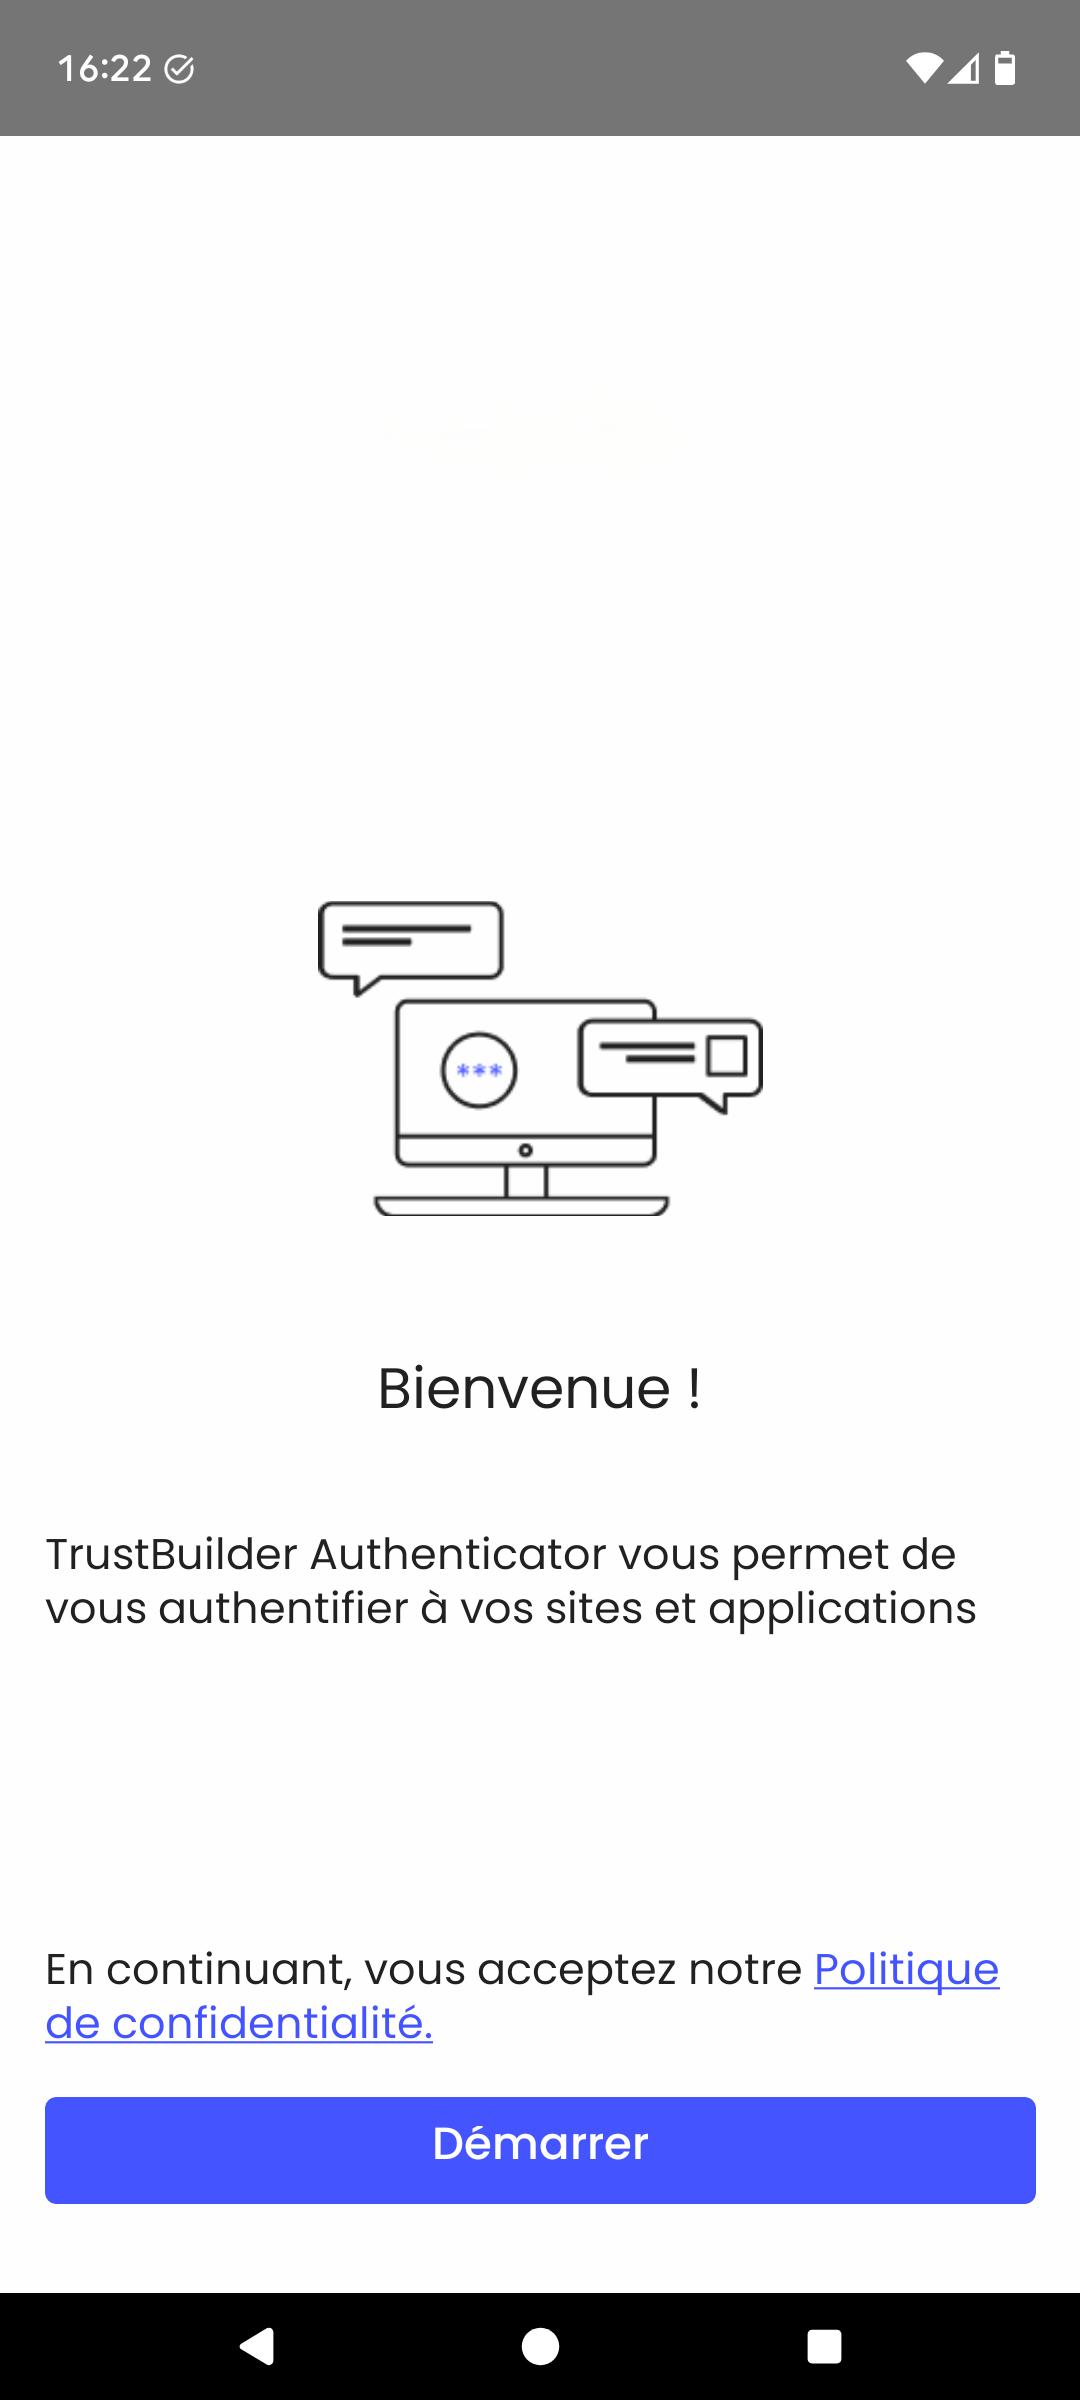 16:22
***
Bienvenue !
TrustBuilder Authenticator vous permet de
vous authentifier à vos sites et applications
En continuant, vous acceptez notre Politique
de confidentialité.
Démarrer